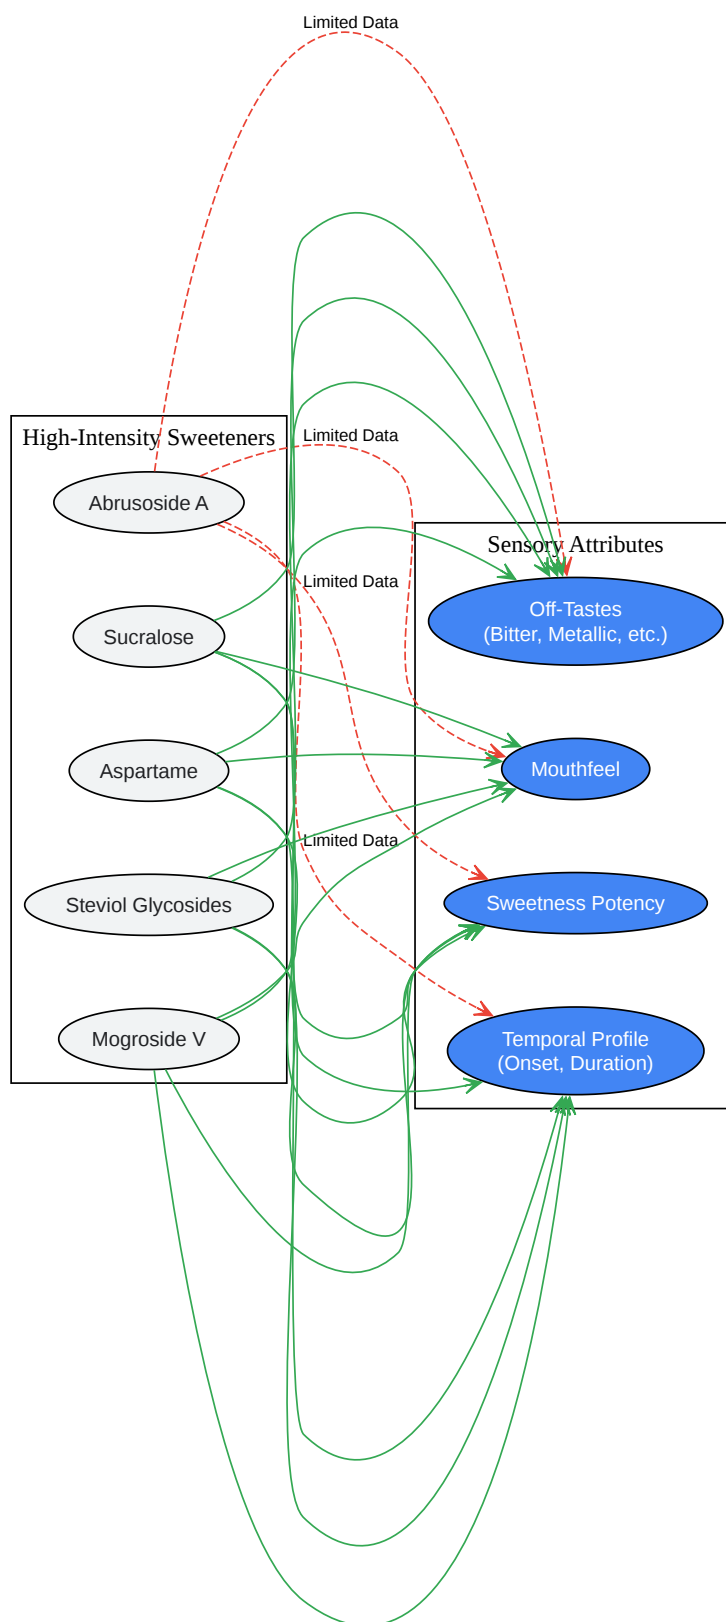 Limited Data
High-Intensity Sweeteners
Limited Data
Abrusoside A
Sensory Attributes
Limited Data
Off-Tastes
(Bitter, Metallic, etc.)
Sucralose
Aspartame
Mouthfeel
Limited Data
Steviol Glycosides
Sweetness Potency
Mogroside V
Temporal Profile
(Onset, Duration)